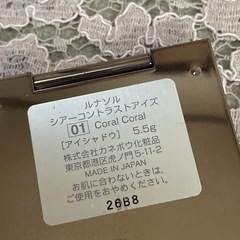 ルナソル
シアーコントラストアイズ
01 Coral Coral
[アイシャドウ] 5.5g
株式会社カネボウ化粧品
東京都港区虎ノ門5-11-2
MADE IN JAPAN
お肌に合わないときは、
ご使用をおやめください。
26B8